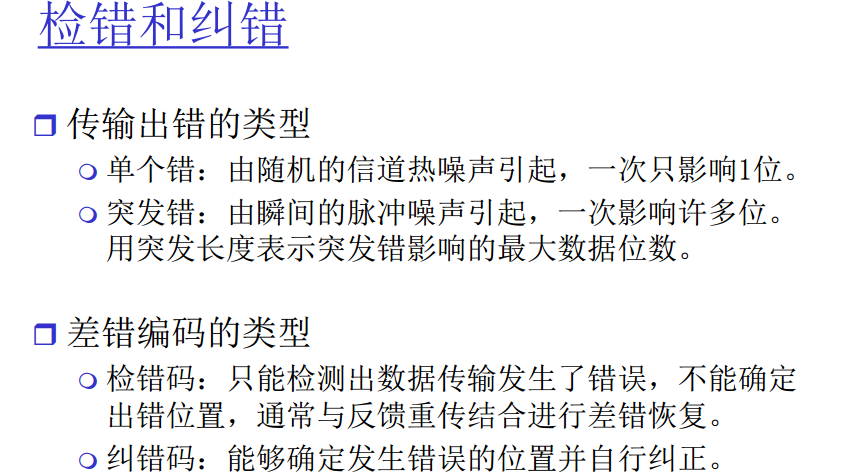 检错和纠错
传输出错的类型
单个错：由随机的信道热噪声引起，一次只影响1位。
突发错：由瞬间的脉冲噪声引起，一次影响许多位。
用突发长度表示突发错影响的最大数据位数。
差错编码的类型
检错码：只能检测出数据传输发生了错误，不能确定
出错位置，通常与反馈重传结合进行差错恢复。
纠错码：能够确定发生错误的位置并自行纠正。